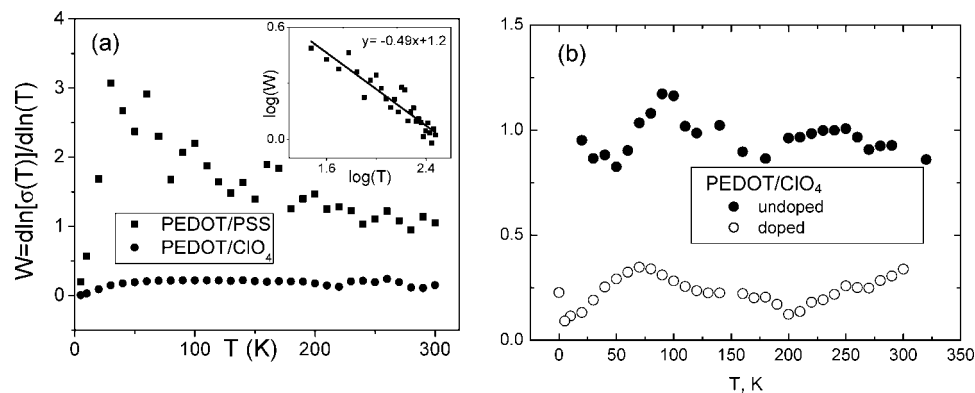 (a)
W=dln[σ(T)]/dln(T)
4
3
2
1
0
0
100
200
300
T (K)
PEDOT/PSS
PEDOT/ClO4
y= -0.49x+1.2
log(W)
0.6
0.0
1.6
2.4
log(T)
(b)
1.5
1.0
0.5
0.0
0
50
100
150
200
250
300
350
T, K
PEDOT/ClO4
undoped
doped